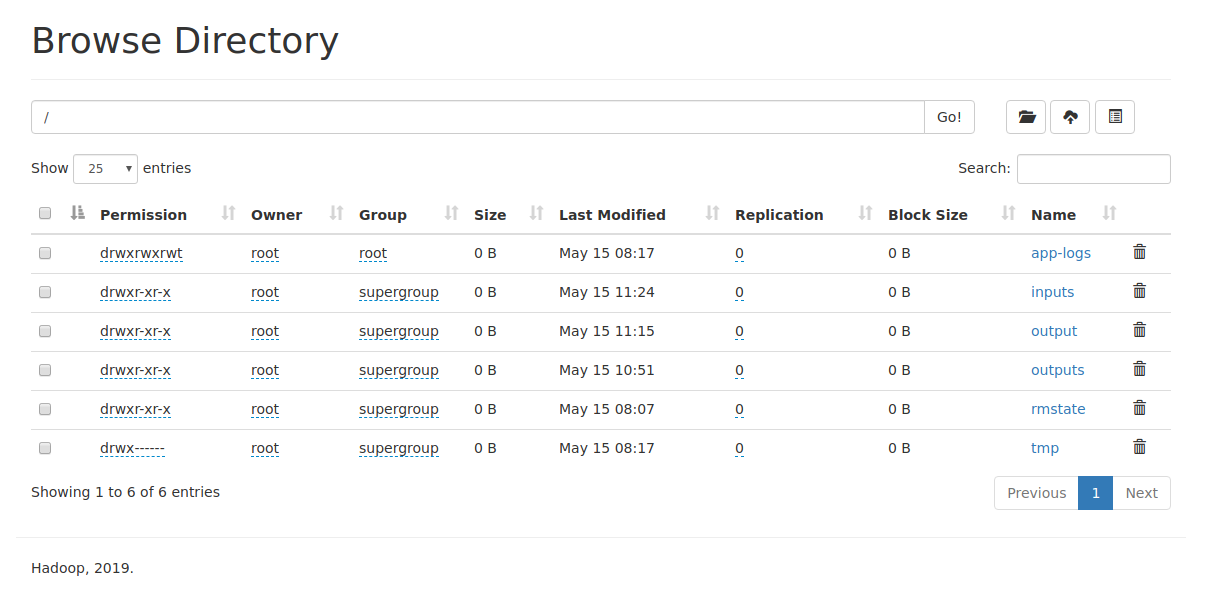 Browse Directory
/ Go!
Show 25 entries Search:
Permission Owner Group Size Last Modified Replication Block Size Name
drwxrwxrwt root root 0 B May 15 08:17 0 0 B app-logs
drwxr-xr-x root supergroup 0 B May 15 11:24 0 0 B inputs
drwxr-xr-x root supergroup 0 B May 15 11:15 0 0 B output
drwxr-xr-x root supergroup 0 B May 15 10:51 0 0 B outputs
drwxr-xr-x root supergroup 0 B May 15 08:07 0 0 B rmstate
drwx------ root supergroup 0 B May 15 08:17 0 0 B tmp
Showing 1 to 6 of 6 entries Previous 1 Next
Hadoop, 2019.